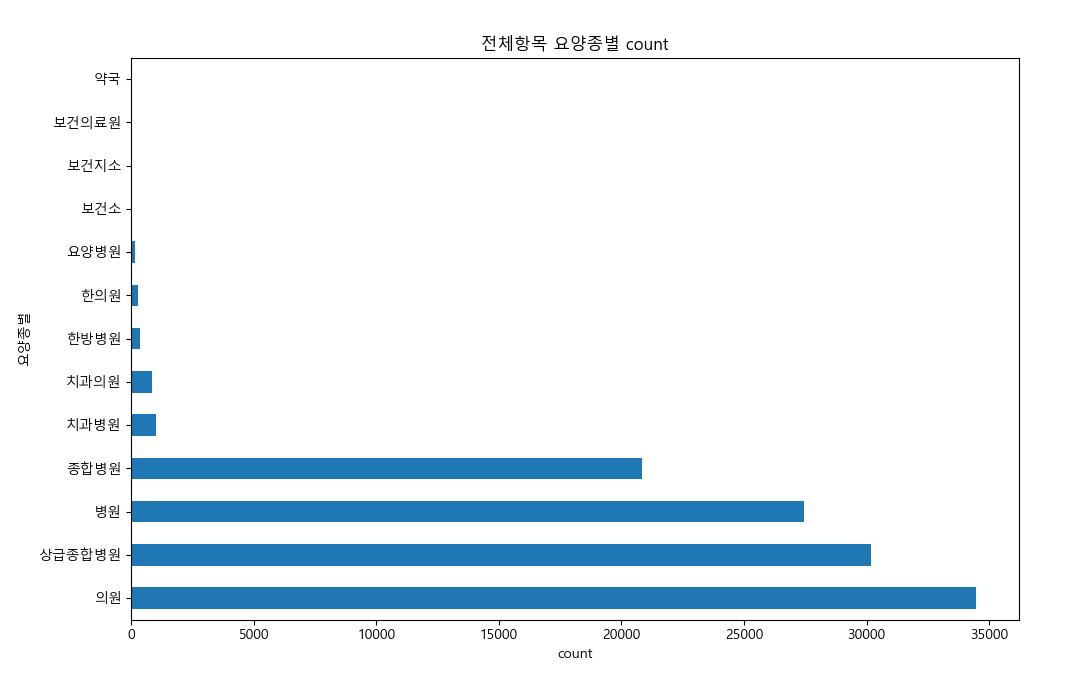 전체항목 요양종별 count
약국
보건의료원
보건지소
보건소
요양병원
한의원
한방병원
치과의원
치과병원
종합병원
병원
상급종합병원
의원
요양종별
0 5000 10000 15000 20000 25000 30000 35000
count